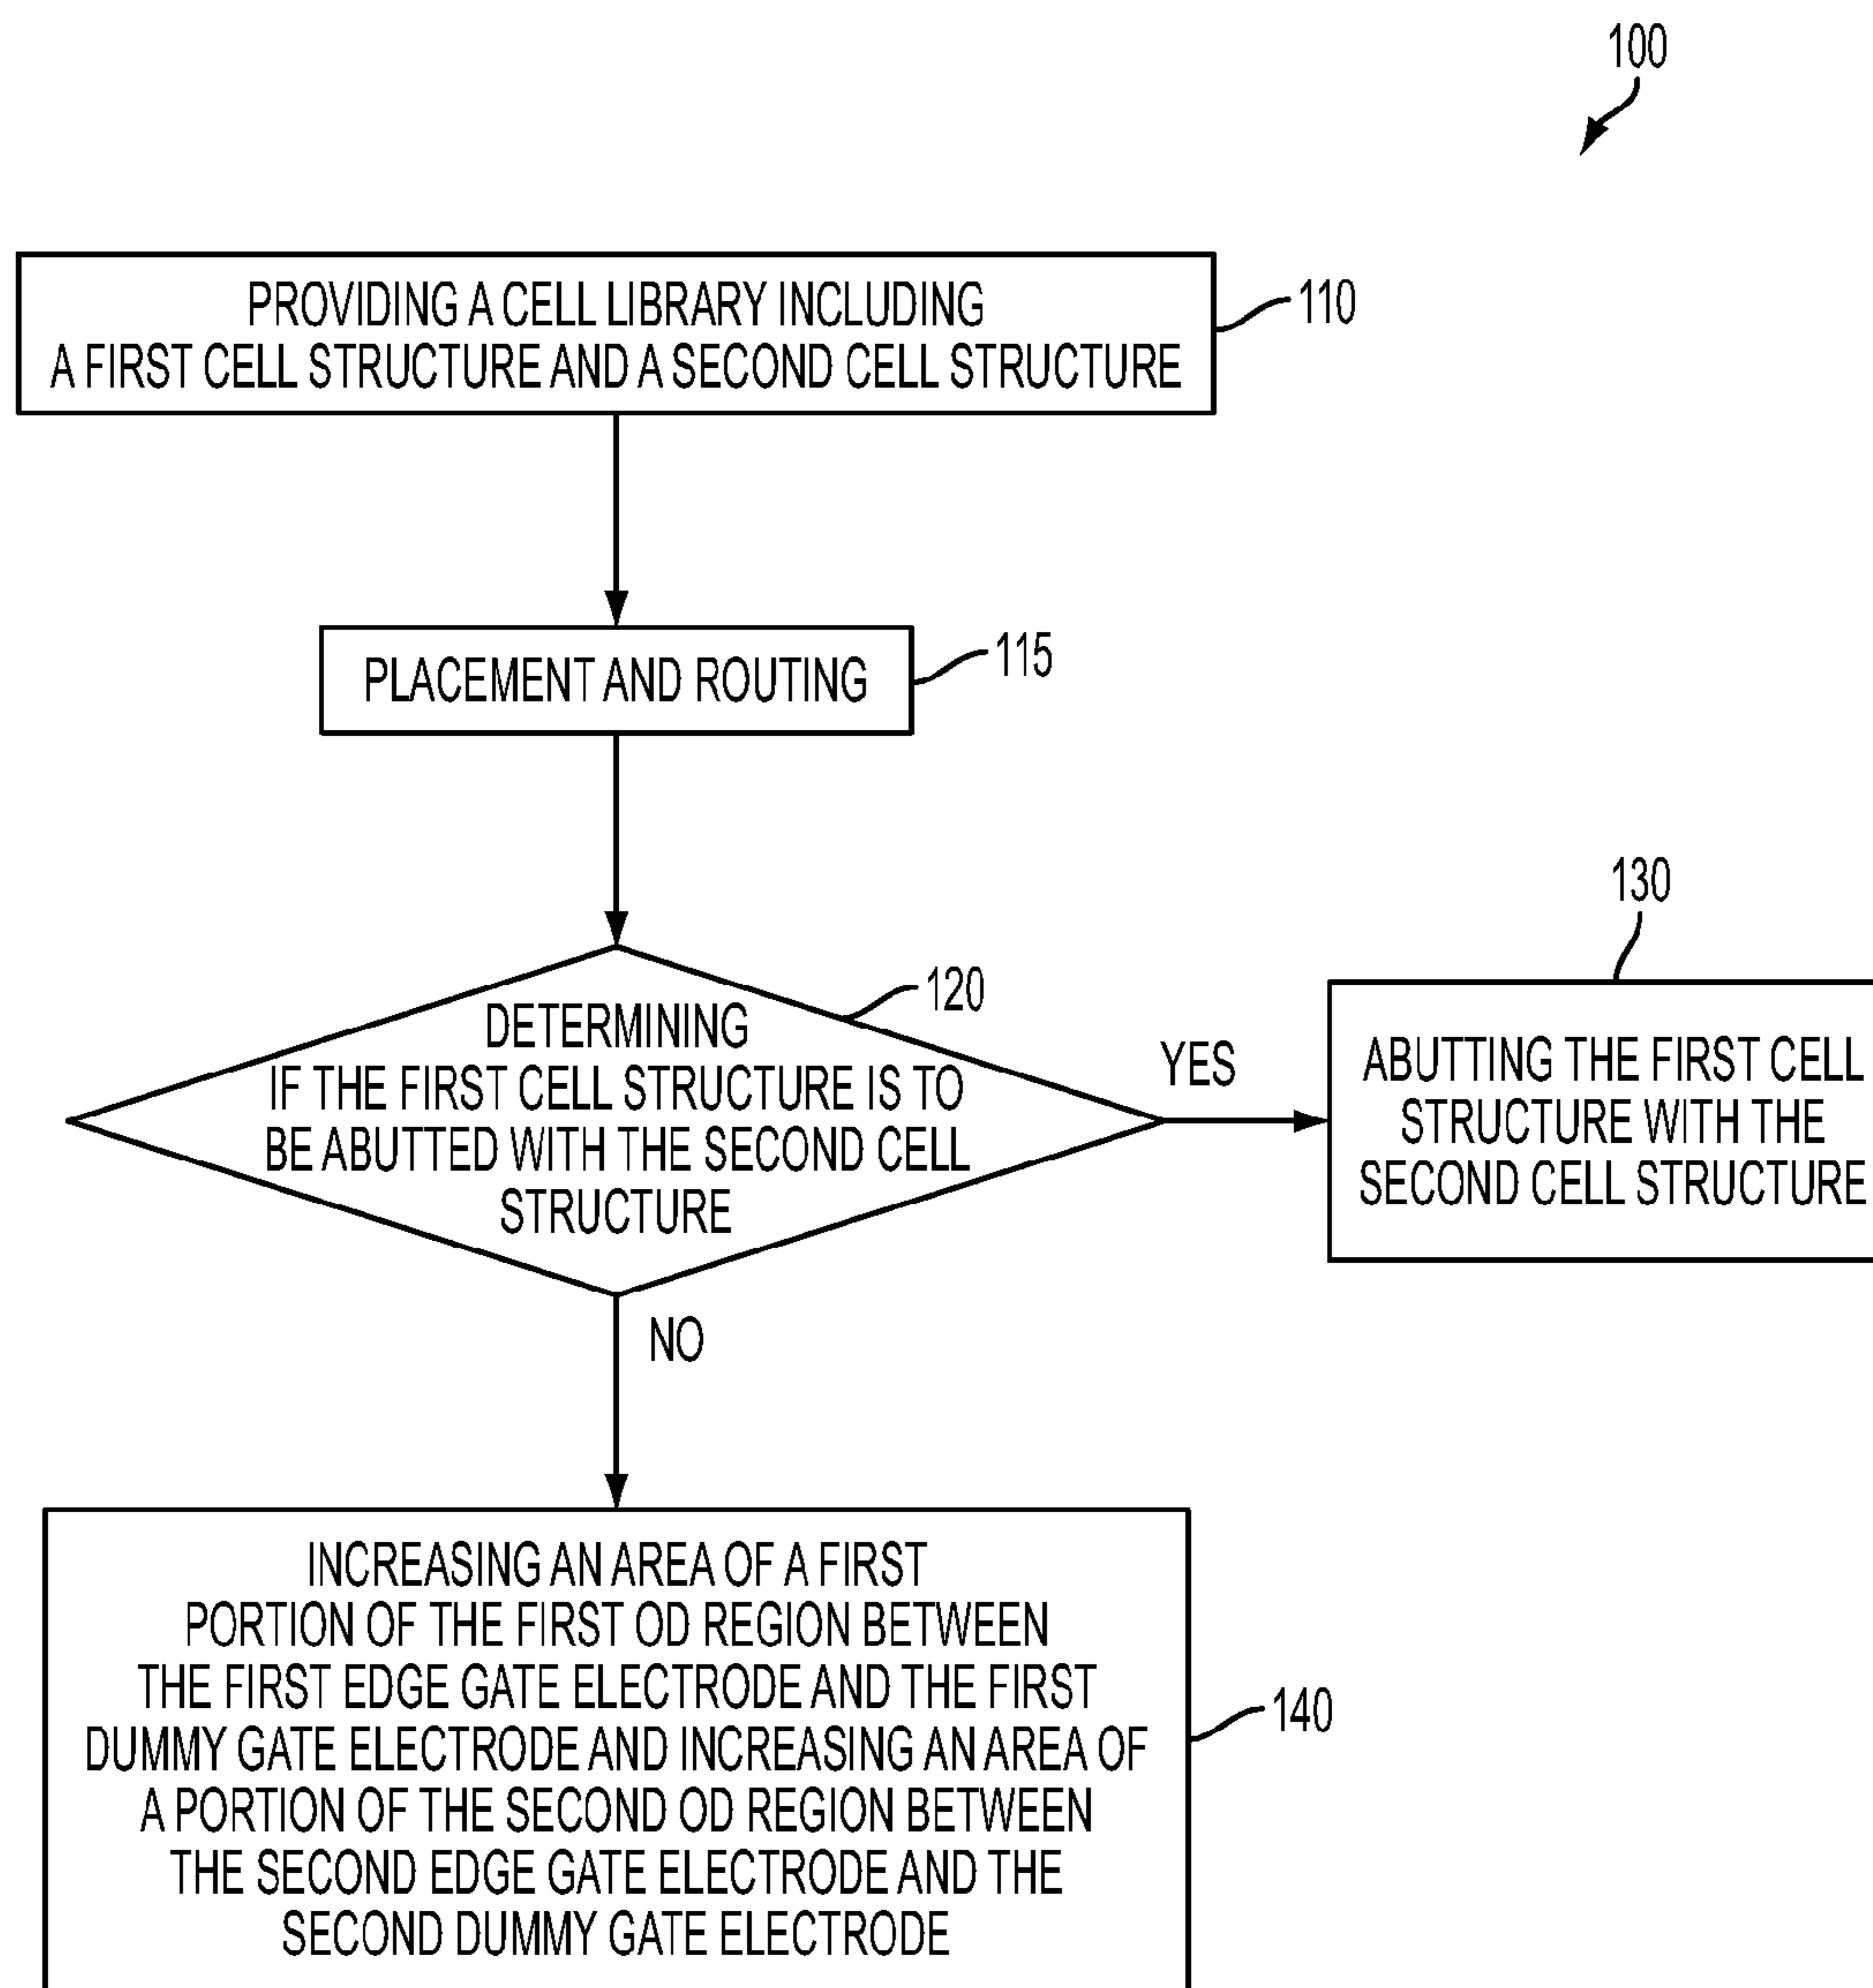 100
PROVIDING A CELL LIBRARY INCLUDING
A FIRST CELL STRUCTURE AND A SECOND CELL STRUCTURE
110
PLACEMENT AND ROUTING
115
DETERMINING
IF THE FIRST CELL STRUCTURE IS TO
BE ABUTTED WITH THE SECOND CELL
STRUCTURE
120
YES
130
ABUTTING THE FIRST CELL
STRUCTURE WITH THE
SECOND CELL STRUCTURE
NO
INCREASING AN AREA OF A FIRST
PORTION OF THE FIRST OD REGION BETWEEN
THE FIRST EDGE GATE ELECTRODE AND THE FIRST
DUMMY GATE ELECTRODE AND INCREASING AN AREA OF
A PORTION OF THE SECOND OD REGION BETWEEN
THE SECOND EDGE GATE ELECTRODE AND THE
SECOND DUMMY GATE ELECTRODE
140